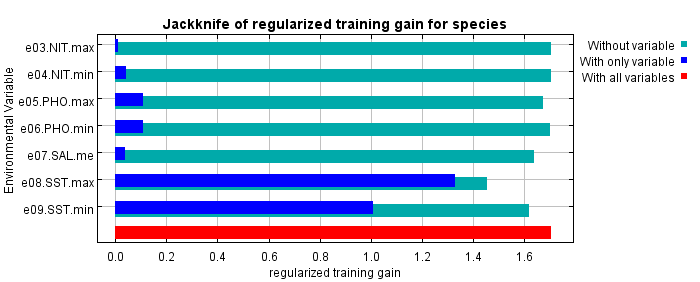 Jackknife of regularized training gain for species
Environmental Variable
e03.NIT.max
e04.NIT.min
e05.PHO.max
e06.PHO.min
e07.SAL.me
e08.SST.max
e09.SST.min
0.0 0.2 0.4 0.6 0.8 1.0 1.2 1.4 1.6
regularized training gain
Without variable
With only variable
With all variables